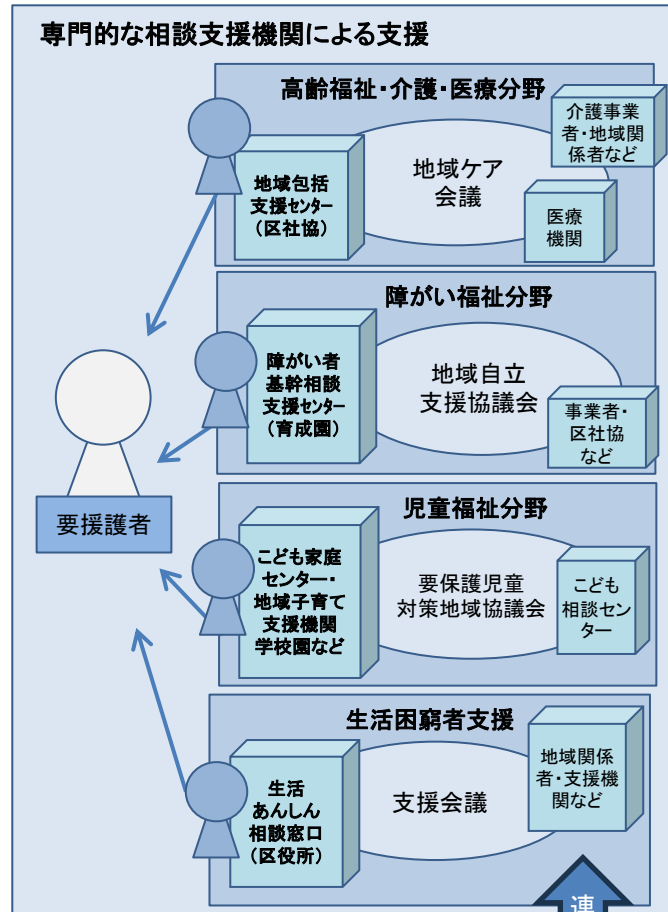 専門的な相談支援機関による支援
高齢福祉・介護・医療分野
地域包括
支援センター
(区社協)
地域ケア
会議
介護事業
者・地域関
係者など
医療
機関
障がい福祉分野
障がい者
基幹相談
支援センター
(育成園)
地域自立
支援協議会
事業者・
区社協
など
要援護者
児童福祉分野
こども家庭
センター・
地域子育て
支援機関
学校園など
要保護児童
対策地域協議会
こども
相談セン
ター
生活困窮者支援
生活
あんしん
相談窓口
(区役所)
支援会議
地域関係
者・支援機
関など
連